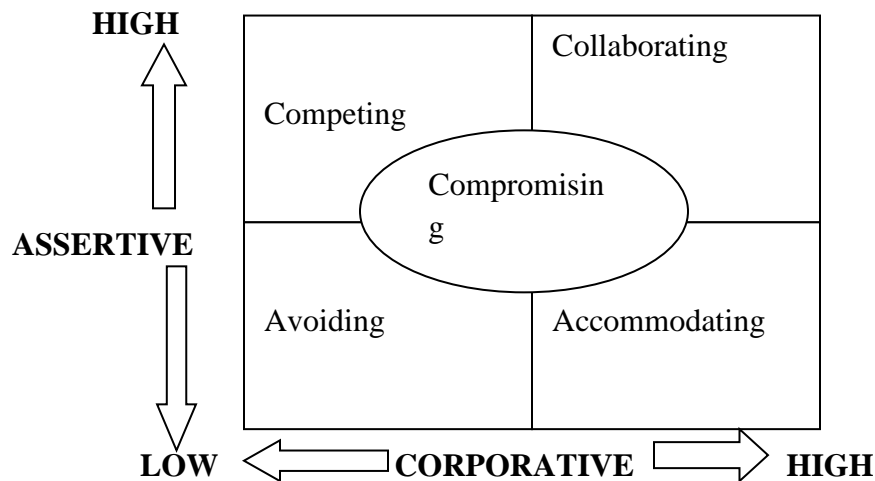 HIGH
Collaborating
Competing
Compromisin
g
ASSERTIVE
Avoiding
Accommodating
LOW
CORPORATIVE
HIGH